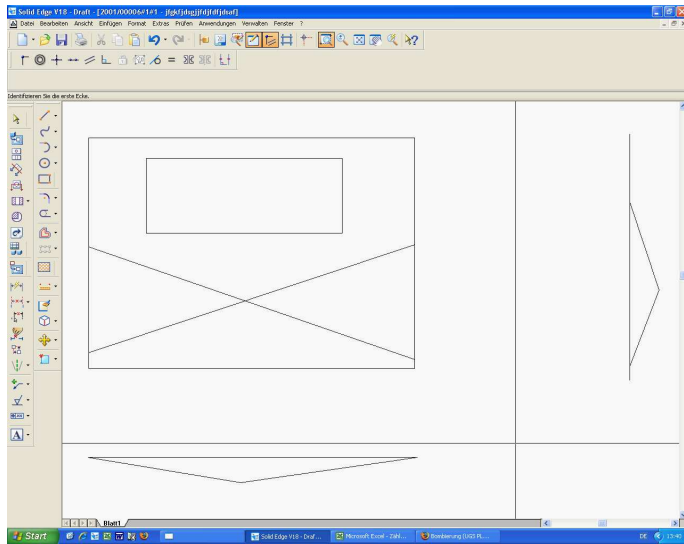 Solid Edge V18 - Draft - [2001/00006#1#1 - jfgkfjdsgjjfdjfdfjdsaf]
Datei Bearbeiten Ansicht Einfügen Format Extras Prüfen Anwendungen Verwalten Fenster ?
Identifizieren Sie die erste Ecke.
Blatt1
Start
Solid Edge V18 - Draf...
Microsoft Excel - Zahl...
Bombierung (UGS PL...
DE
13:40